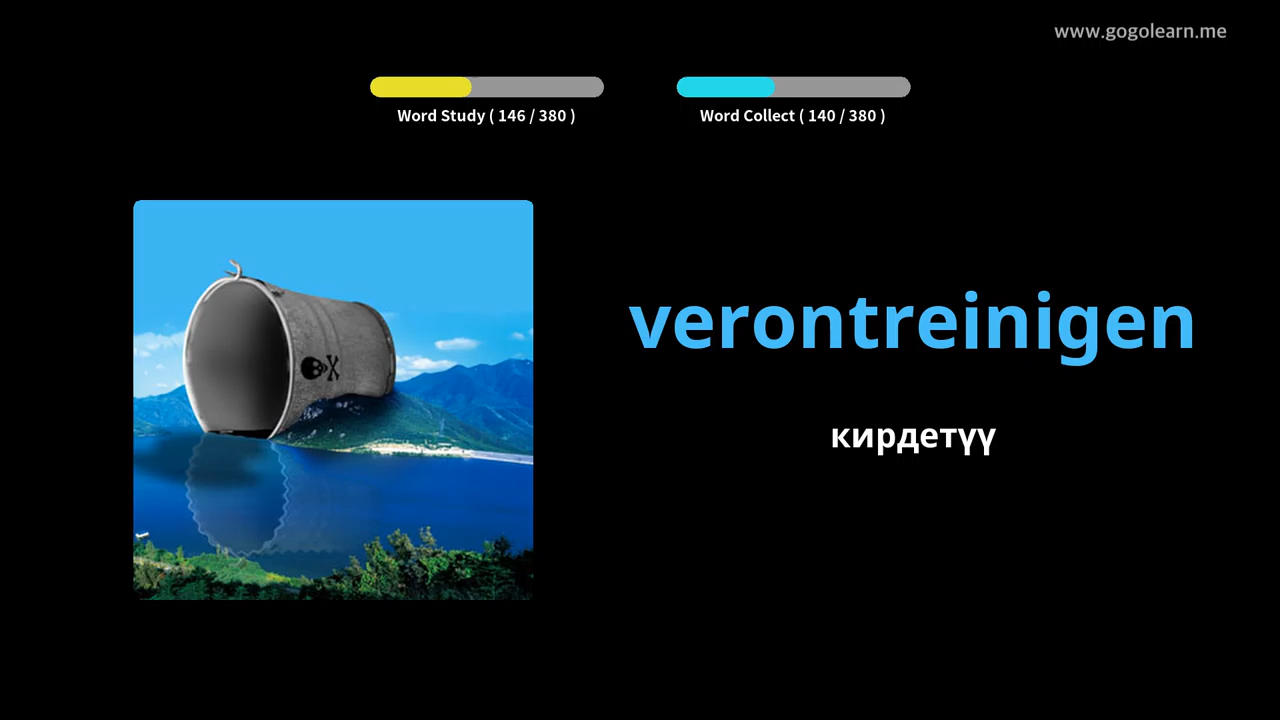 www.gogolearn.me
Word Study ( 146 / 380 )
Word Collect ( 140 / 380 )
verontreinigen
кирдетүү